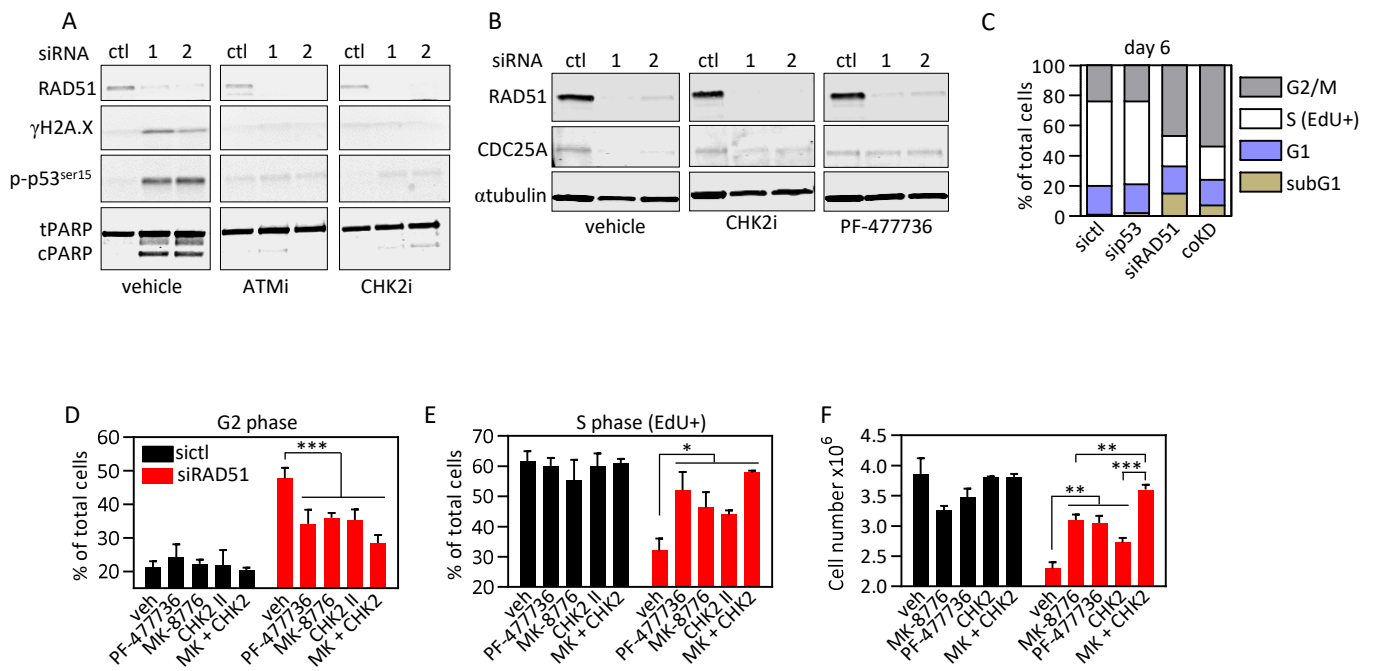 A
siRNA ctl 1 2 ctl 1 2 ctl 1 2
RAD51
γH2A.X
p-p53ser15
tPARP
cPARP
vehicle ATMi CHK2i
B
siRNA ctl 1 2 ctl 1 2 ctl 1 2
RAD51
CDC25A
αtubulin
vehicle CHK2i PF-477736
C
day 6
% of total cells
100
80
60
40
20
0
sictl sip53 siRAD51 coKD
G2/M
S (EdU+)
G1
subG1
D
G2 phase
% of total cells
60
50
40
30
20
sictl
siRAD51
***
veh PF-477736 MK-8776 CHK2 II MK + CHK2 veh PF-477736 MK-8776 CHK2 II MK + CHK2
E
S phase (EdU+)
% of total cells
70
60
50
40
30
20
*
veh PF-477736 MK-8776 CHK2 II MK + CHK2 veh PF-477736 MK-8776 CHK2 II MK + CHK2
F
Cell number x10^6
4.5
4.0
3.5
3.0
2.5
2.0
**
***
**
veh MK-8776 PF-477736 CHK2 MK + CHK2 veh MK-8776 PF-477736 CHK2 MK + CHK2